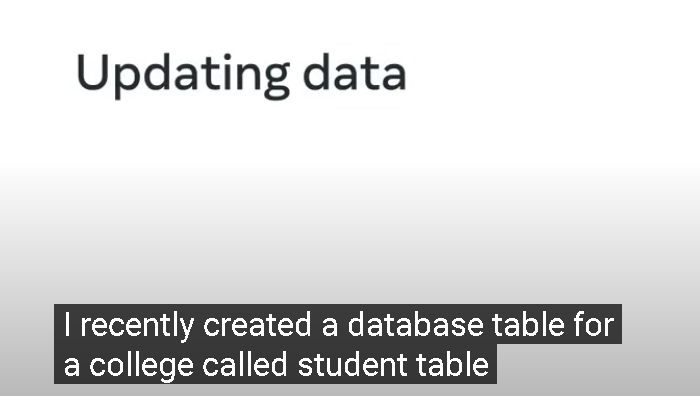 Updating data
I recently created a database table for
a college called student table